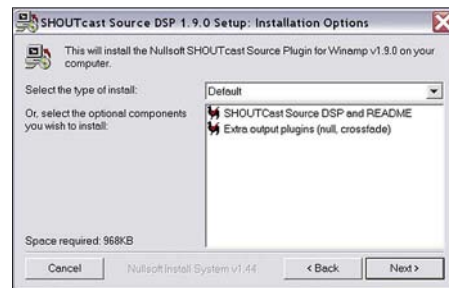 SHOUTcast Source DSP 1.9.0 Setup: Installation Options
This will install the Nullsoft SHOUTcast Source Plugin for Winamp v1.9.0 on your
computer.
Select the type of install:
Default
Or, select the optional components
you wish to install:
SHOUTCast Source DSP and README
Extra output plugins (null, crossfade)
Space required: 968KB
Cancel
Nullsoft Install System v1.44
< Back
Next >